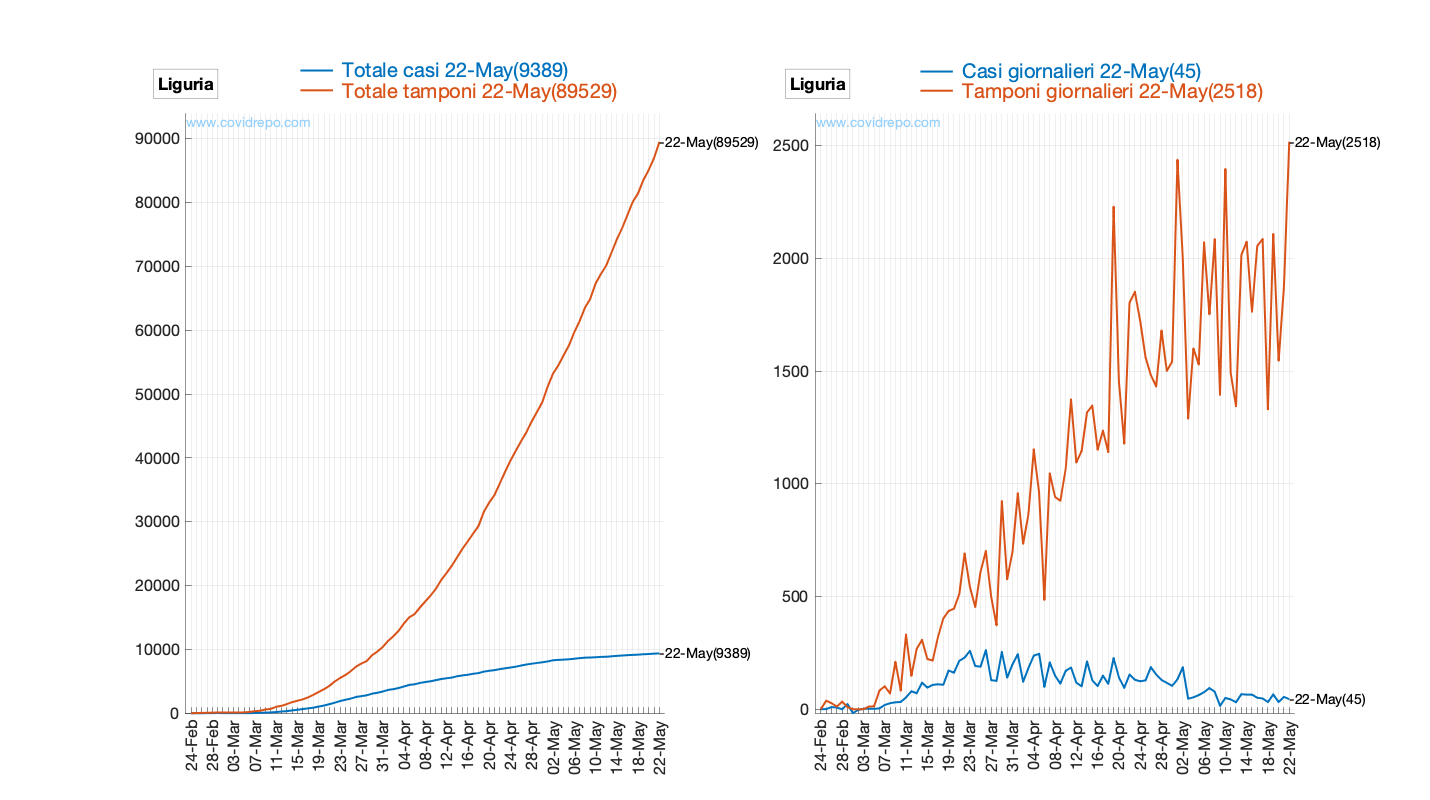 Liguria
Totale casi 22-May(9389)
Totale tamponi 22-May(89529)
www.covidrepo.com
90000
80000
70000
60000
50000
40000
30000
20000
10000
0
22-May(89529)
22-May(9389)
24-Feb
28-Feb
03-Mar
07-Mar
11-Mar
15-Mar
19-Mar
23-Mar
27-Mar
31-Mar
04-Apr
08-Apr
12-Apr
16-Apr
20-Apr
24-Apr
28-Apr
02-May
06-May
10-May
14-May
18-May
22-May
Liguria
Casi giornalieri 22-May(45)
Tamponi giornalieri 22-May(2518)
www.covidrepo.com
2500
2000
1500
1000
500
0
22-May(2518)
22-May(45)
24-Feb
28-Feb
03-Mar
07-Mar
11-Mar
15-Mar
19-Mar
23-Mar
27-Mar
31-Mar
04-Apr
08-Apr
12-Apr
16-Apr
20-Apr
24-Apr
28-Apr
02-May
06-May
10-May
14-May
18-May
22-May